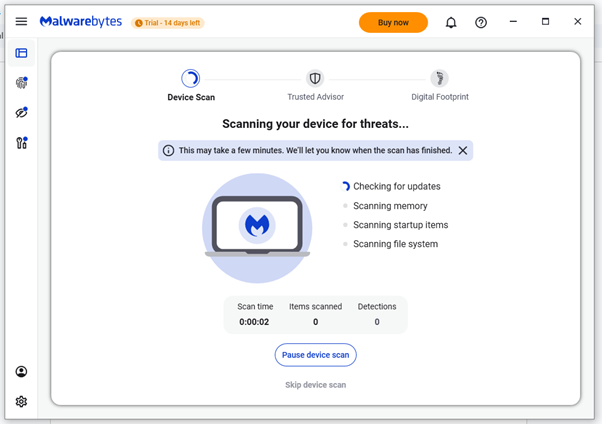 Malwarebytes
Trial - 14 days left
Buy now
Device Scan
Trusted Advisor
Digital Footprint
Scanning your device for threats...
This may take a few minutes. We'll let you know when the scan has finished.
Checking for updates
Scanning memory
Scanning startup items
Scanning file system
Scan time Items scanned Detections
0:00:02 0 0
Pause device scan
Skip device scan